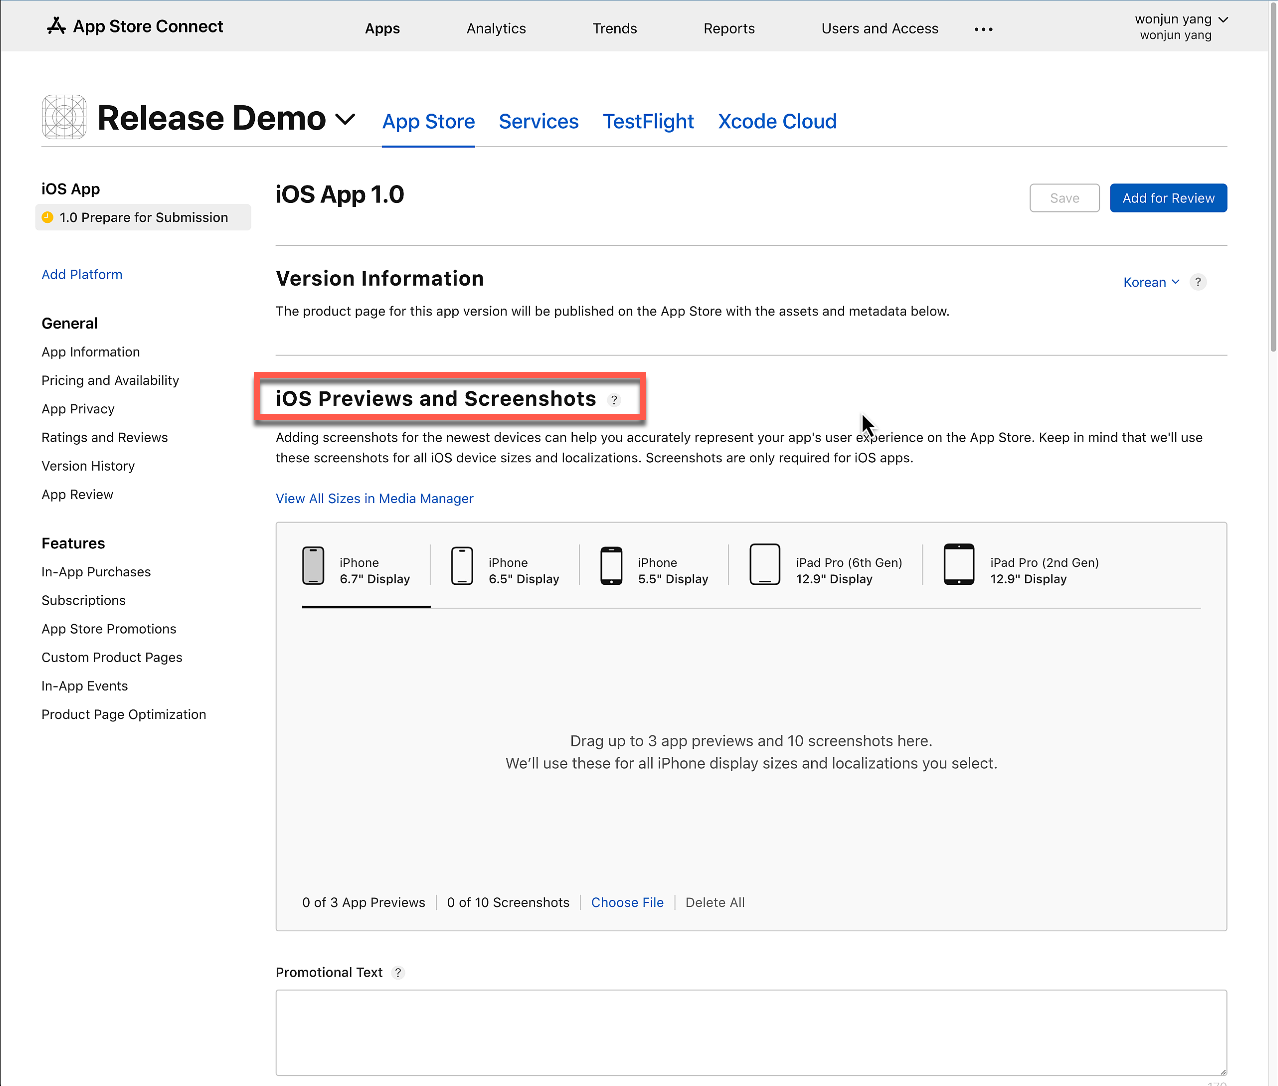 App Store Connect
Apps
Analytics
Trends
Reports
Users and Access
wonjun yang
wonjun yang
Release Demo
App Store
Services
TestFlight
Xcode Cloud
iOS App
1.0 Prepare for Submission
Add Platform
General
App Information
Pricing and Availability
App Privacy
Ratings and Reviews
Version History
App Review
Features
In-App Purchases
Subscriptions
App Store Promotions
Custom Product Pages
In-App Events
Product Page Optimization
iOS App 1.0
Save
Add for Review
Version Information
Korean
?
The product page for this app version will be published on the App Store with the assets and metadata below.
iOS Previews and Screenshots ?
Adding screenshots for the newest devices can help you accurately represent your app's user experience on the App Store. Keep in mind that we'll use
these screenshots for all iOS device sizes and localizations. Screenshots are only required for iOS apps.
View All Sizes in Media Manager
iPhone
6.7" Display
iPhone
6.5" Display
iPhone
5.5" Display
iPad Pro (6th Gen)
12.9" Display
iPad Pro (2nd Gen)
12.9" Display
Drag up to 3 app previews and 10 screenshots here.
We'll use these for all iPhone display sizes and localizations you select.
0 of 3 App Previews
0 of 10 Screenshots
Choose File
Delete All
Promotional Text ?